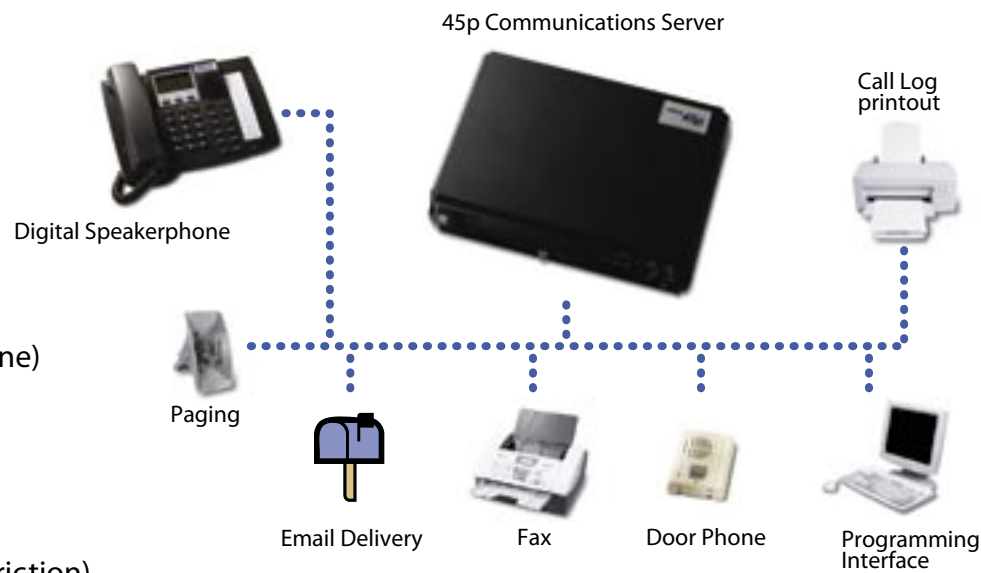 45p Communications Server
Call Log
printout
Digital Speakerphone
ne)
Paging
Email Delivery
Fax
Door Phone
Programming
Interface
riction)